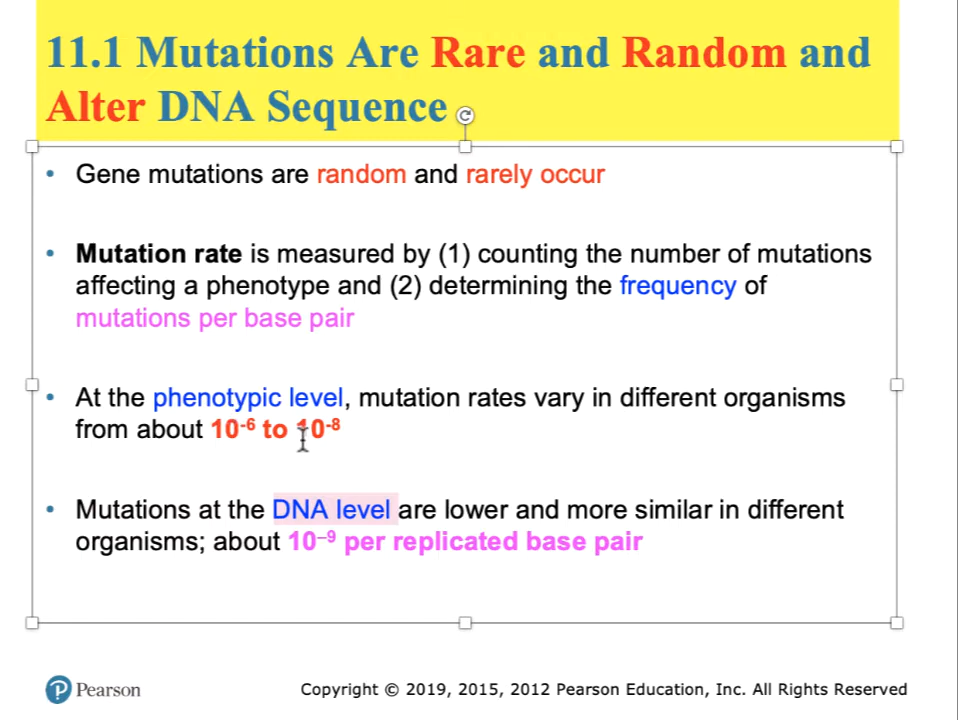 11.1 Mutations Are Rare and Random and
Alter DNA Sequence
• Gene mutations are random and rarely occur
• Mutation rate is measured by (1) counting the number of mutations
affecting a phenotype and (2) determining the frequency of
mutations per base pair
• At the phenotypic level, mutation rates vary in different organisms
from about 10⁻⁶ to 10⁻⁸
• Mutations at the DNA level are lower and more similar in different
organisms; about 10⁻⁹ per replicated base pair
P Pearson
Copyright © 2019, 2015, 2012 Pearson Education, Inc. All Rights Reserved